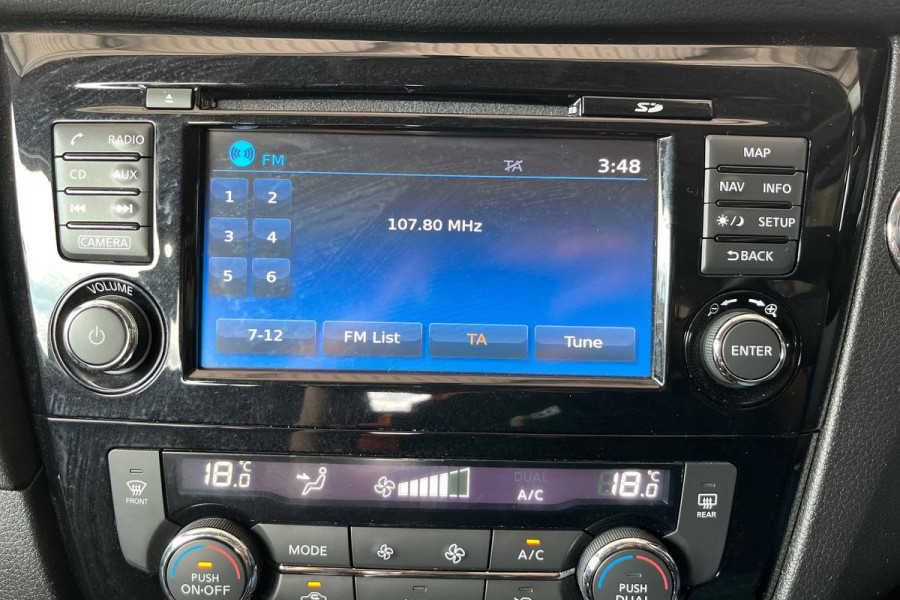 SD
RADIO
CD AUX
CAMERA
VOLUME
FM TA 3:48
1 2
3 4
5 6
107.80 MHz
7-12 FM List TA Tune
MAP
NAV INFO
SETUP
BACK
ENTER
18.0°C DUAL A/C 18.0°C
FRONT
REAR
MODE A/C
PUSH
ON·OFF
PUSH
DUAL